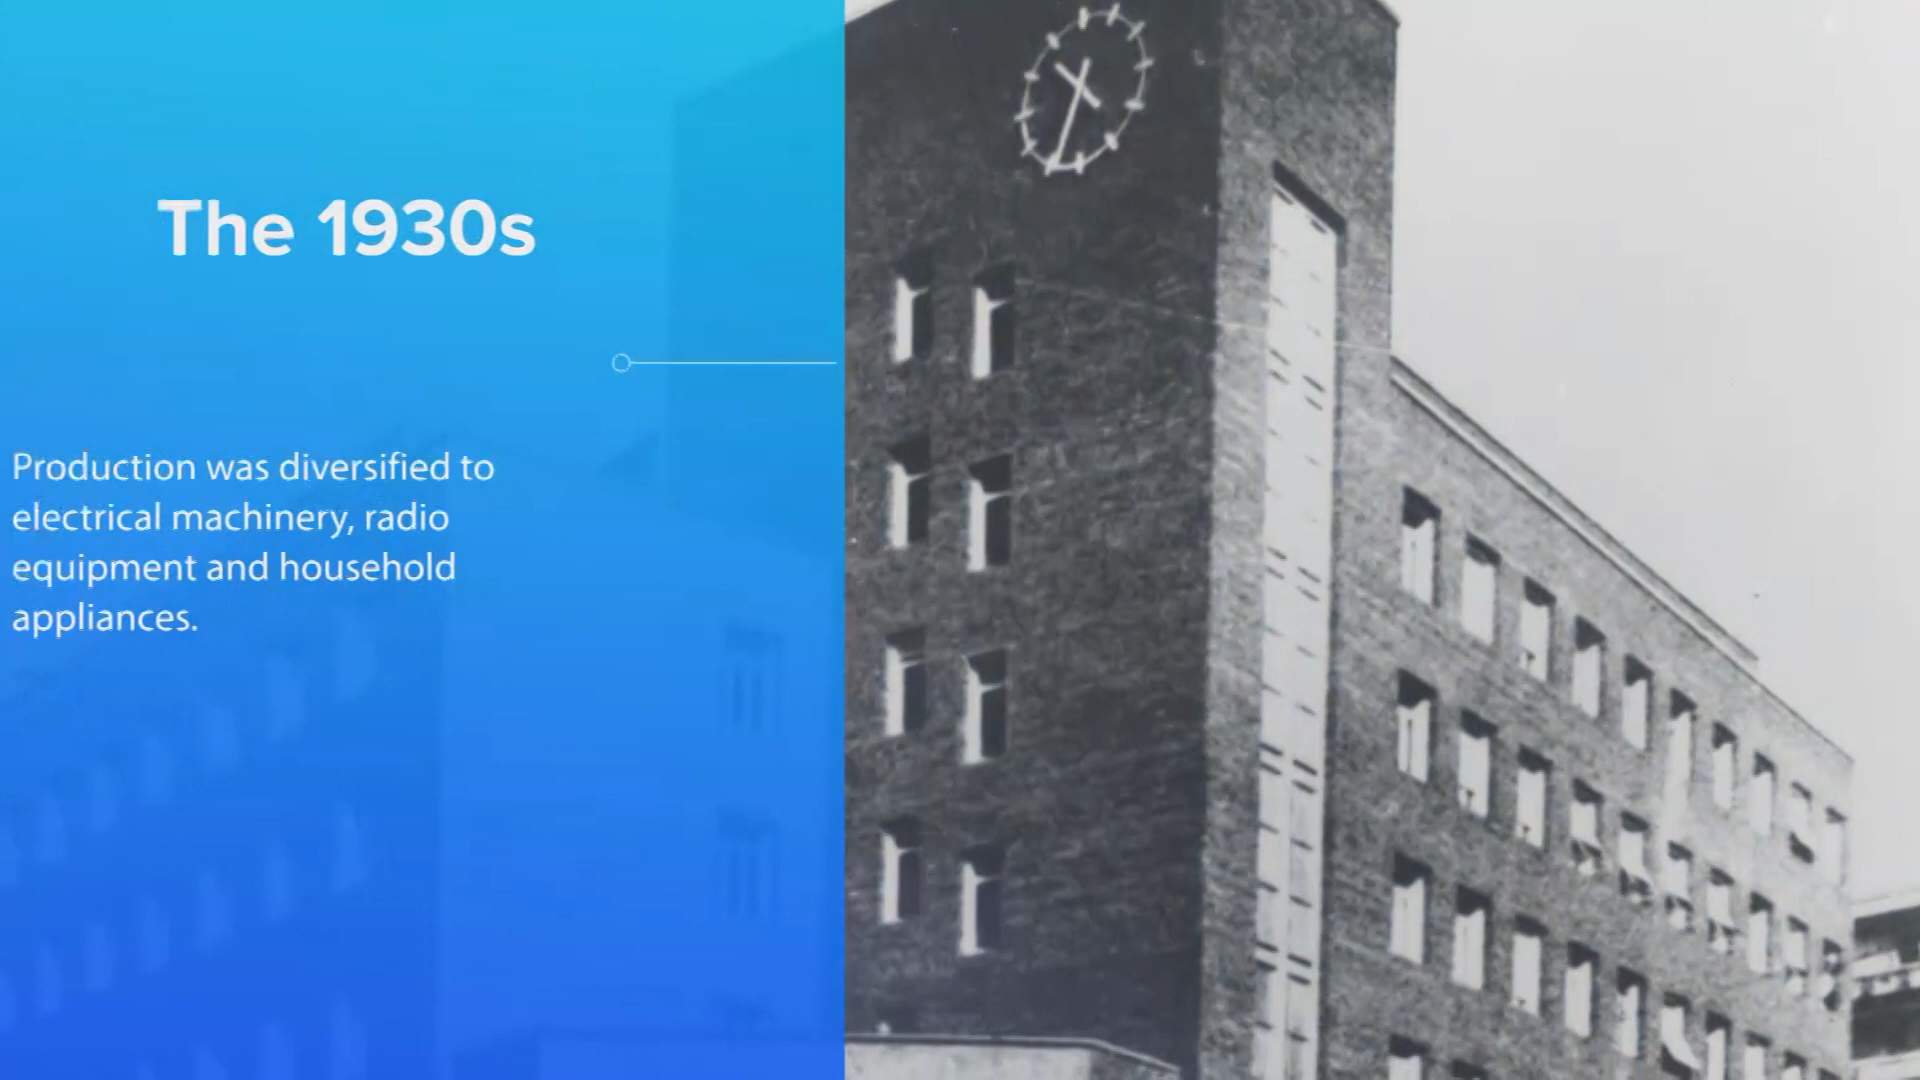 The 1930s
Production was diversified to
electrical machinery, radio
equipment and household
appliances.